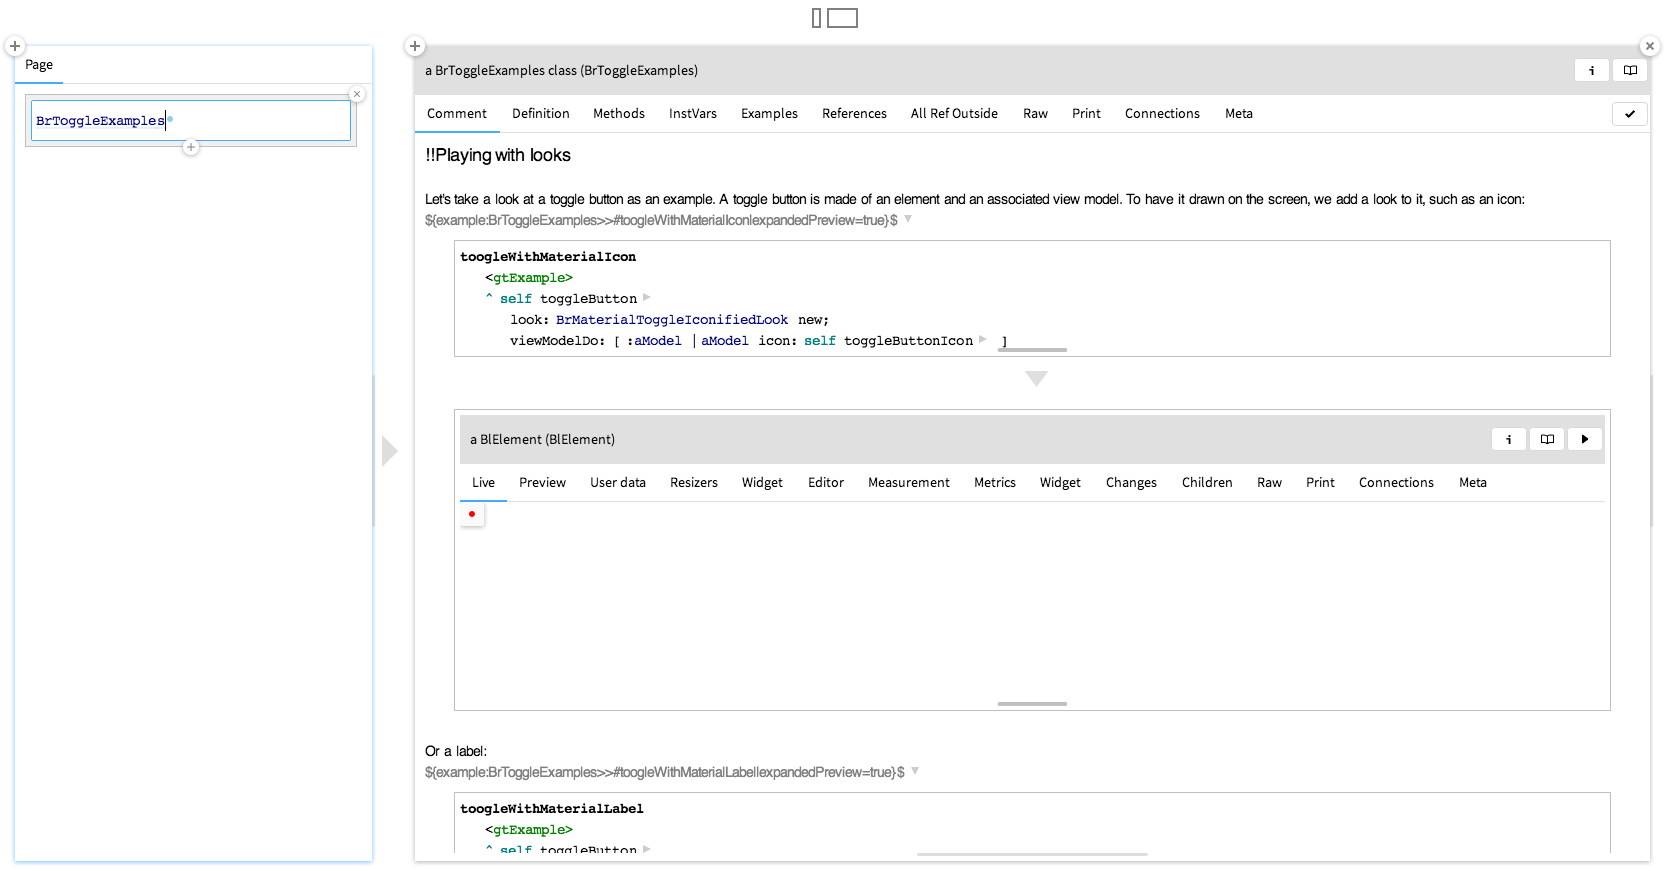 Page
BrToggleExamples
a BrToggleExamples class (BrToggleExamples)
i
Comment Definition Methods InstVars Examples References All Ref Outside Raw Print Connections Meta
!!Playing with looks
Let's take a look at a toggle button as an example. A toggle button is made of an element and an associated view model. To have it drawn on the screen, we add a look to it, such as an icon:
${example:BrToggleExamples>>#toogleWithMaterialIcon|expandedPreview=true}$
toogleWithMaterialIcon
<gtExample>
^ self toggleButton
look: BrMaterialToggleIconifiedLook new;
viewModelDo: [ :aModel | aModel icon: self toggleButtonIcon ]
a BlElement (BlElement)
i
Live Preview User data Resizers Widget Editor Measurement Metrics Widget Changes Children Raw Print Connections Meta
Or a label:
${example:BrToggleExamples>>#toogleWithMaterialLabel|expandedPreview=true}$
toogleWithMaterialLabel
<gtExample>
^ self toggleButton